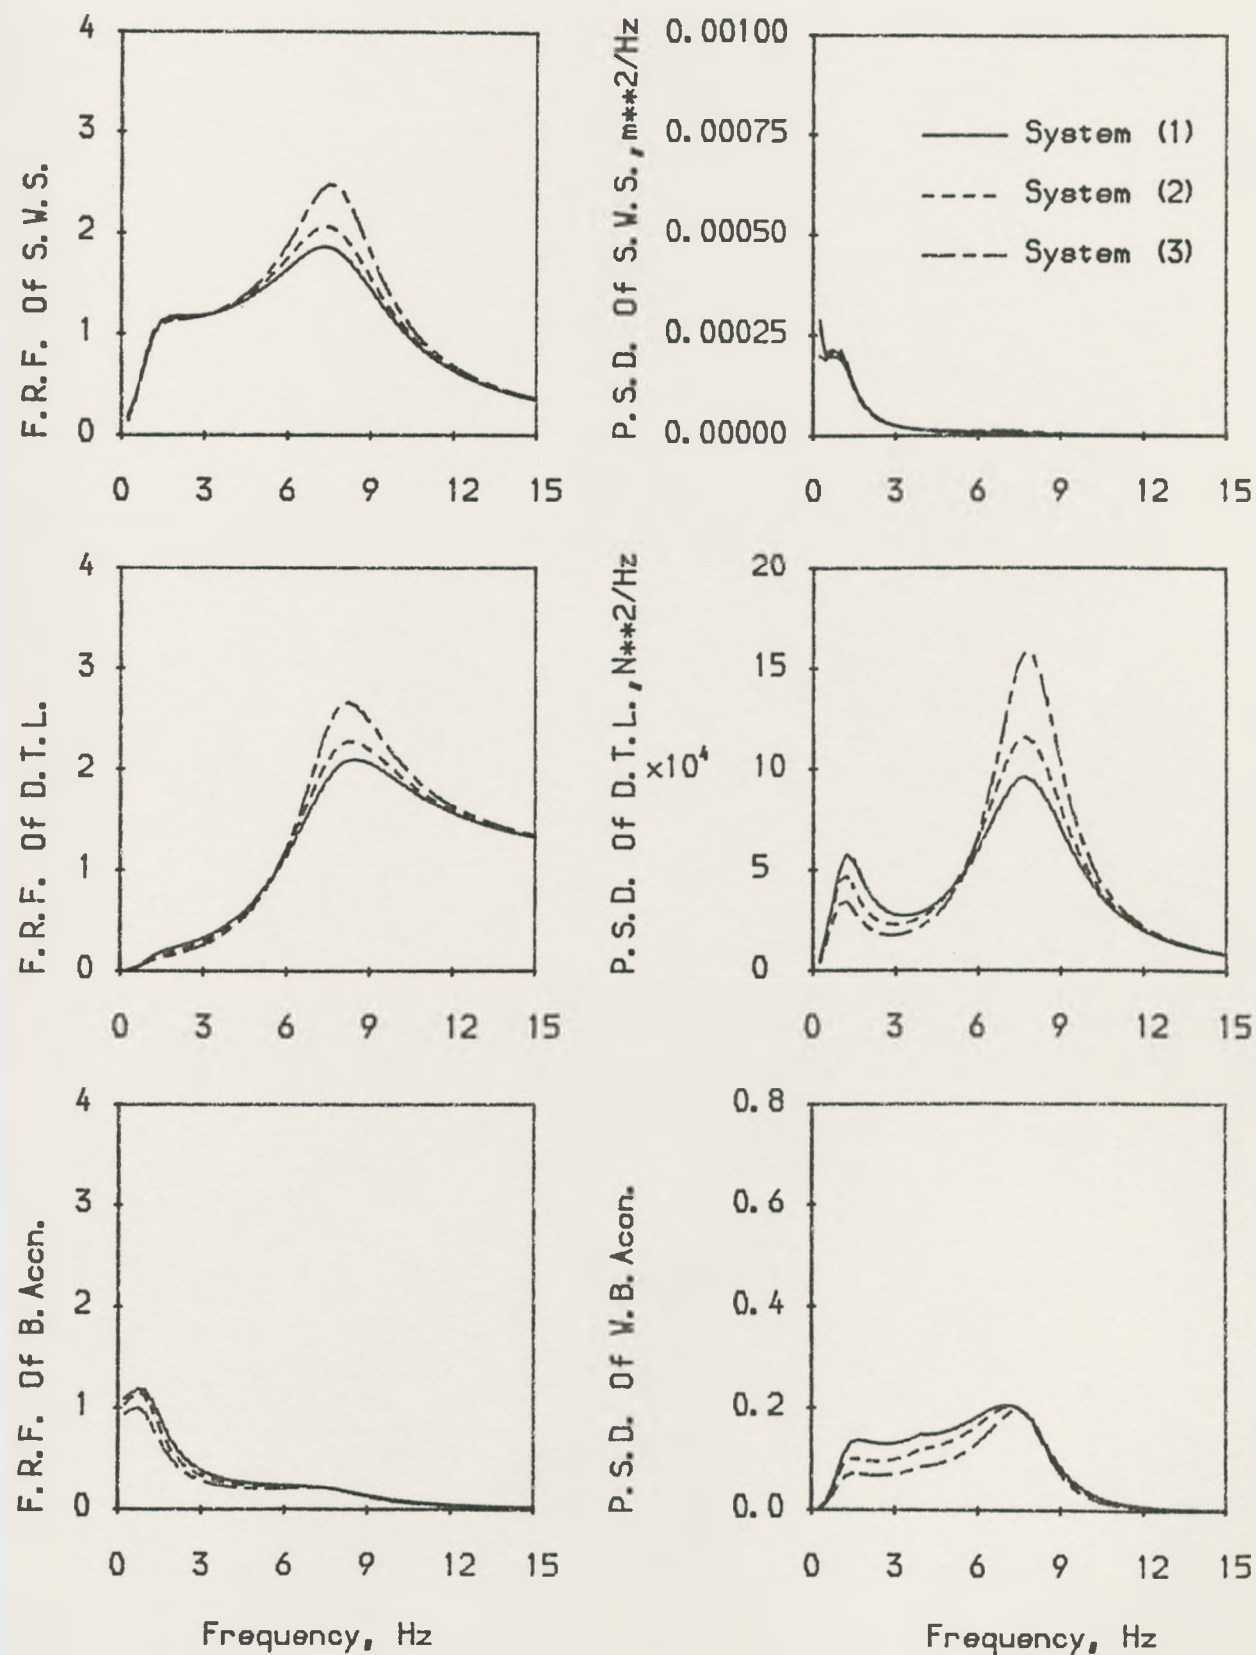 F.R.F. Of S.W.S.
4
3
2
1
0
0 3 6 9 12 15
P.S.D. Of S.W.S., m**2/Hz
0.00100
0.00075
0.00050
0.00025
0.00000
System (1)
System (2)
System (3)
0 3 6 9 12 15
F.R.F. Of D.T.L.
4
3
2
1
0
0 3 6 9 12 15
P.S.D. Of D.T.L., N**2/Hz
×10⁴
20
15
10
5
0
0 3 6 9 12 15
F.R.F. Of B.Accn.
4
3
2
1
0
0 3 6 9 12 15
Frequency, Hz
P.S.D. Of W.B.Acon.
0.8
0.6
0.4
0.2
0.0
0 3 6 9 12 15
Frequency, Hz